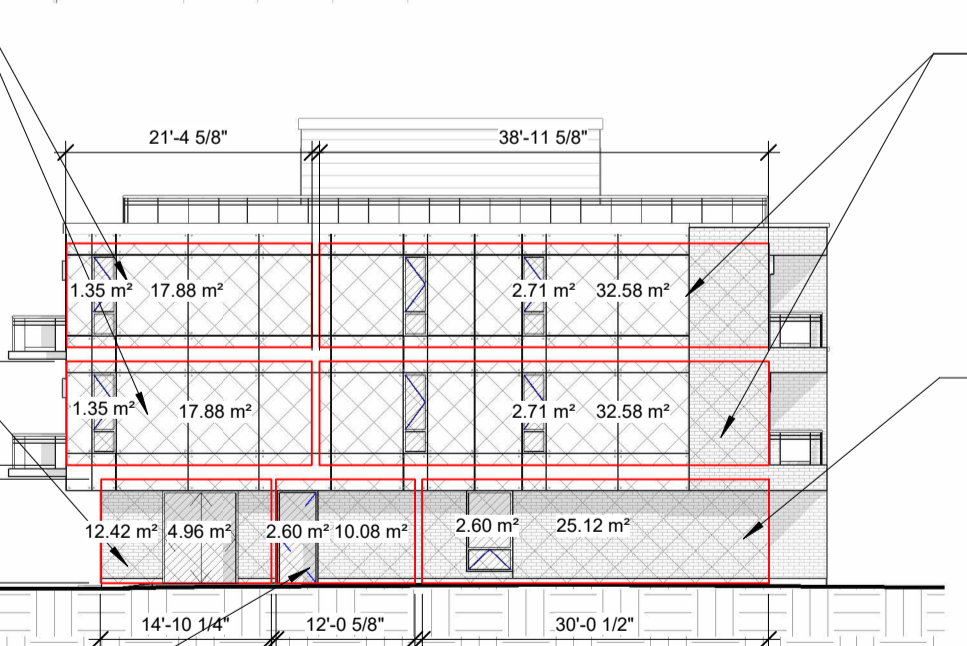 21'-4 5/8" 38'-11 5/8"
1.35 m² 17.88 m² 2.71 m² 32.58 m²
1.35 m² 17.88 m² 2.71 m² 32.58 m²
12.42 m² 4.96 m² 2.60 m² 10.08 m² 2.60 m² 25.12 m²
14'-10 1/4" 12'-0 5/8" 30'-0 1/2"